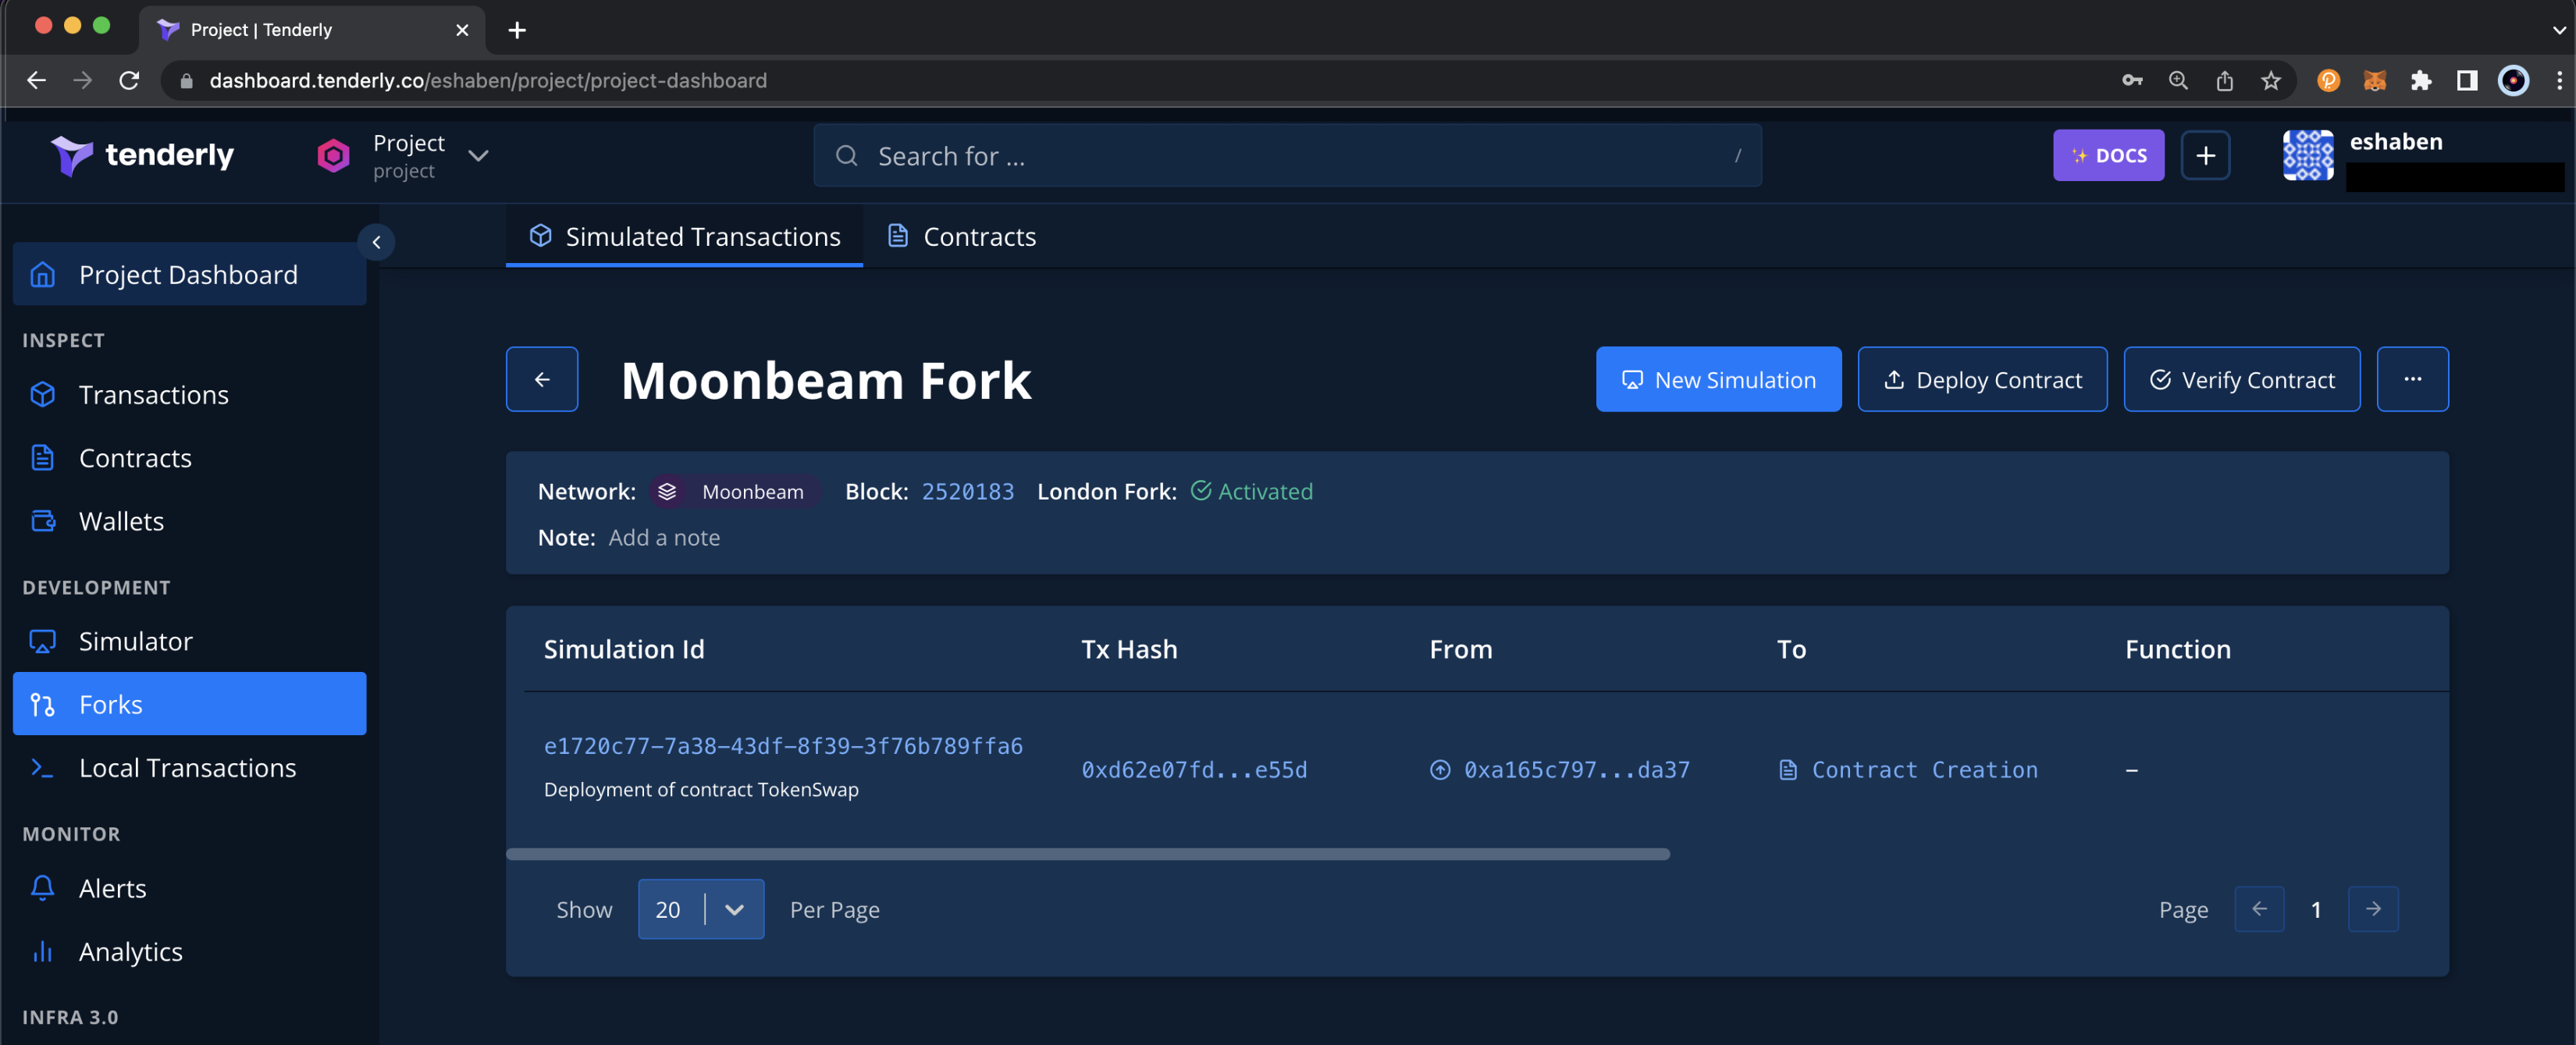 Project | Tenderly
dashboard.tenderly.co/eshaben/project/project-dashboard
tenderly
Project
project
Search for ...
/
DOCS
eshaben
Simulated Transactions
Contracts
Project Dashboard
INSPECT
Transactions
Contracts
Wallets
DEVELOPMENT
Simulator
Forks
Local Transactions
MONITOR
Alerts
Analytics
INFRA 3.0
Moonbeam Fork
New Simulation
Deploy Contract
Verify Contract
Network: Moonbeam Block: 2520183 London Fork: Activated
Note: Add a note
Simulation Id Tx Hash From To Function
e1720c77-7a38-43df-8f39-3f76b789ffa6
Deployment of contract TokenSwap
0xd62e07fd...e55d 0xa165c797...da37 Contract Creation –
Show 20 Per Page
Page 1